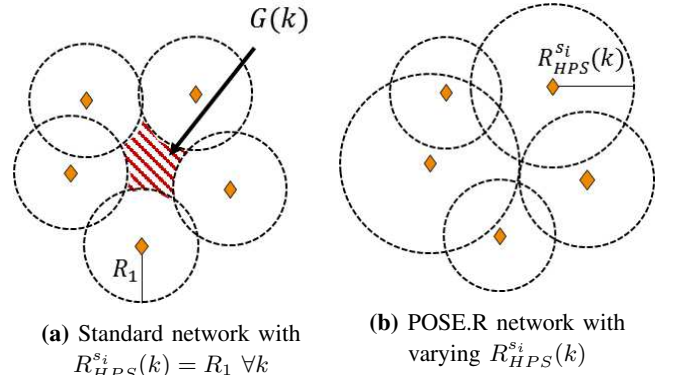 G(k)
R_{HPS}^{s_i}(k)
R_1
(a) Standard network with
R_{HPS}^{s_i}(k) = R_1 ∀k
(b) POSE.R network with
varying R_{HPS}^{s_i}(k)